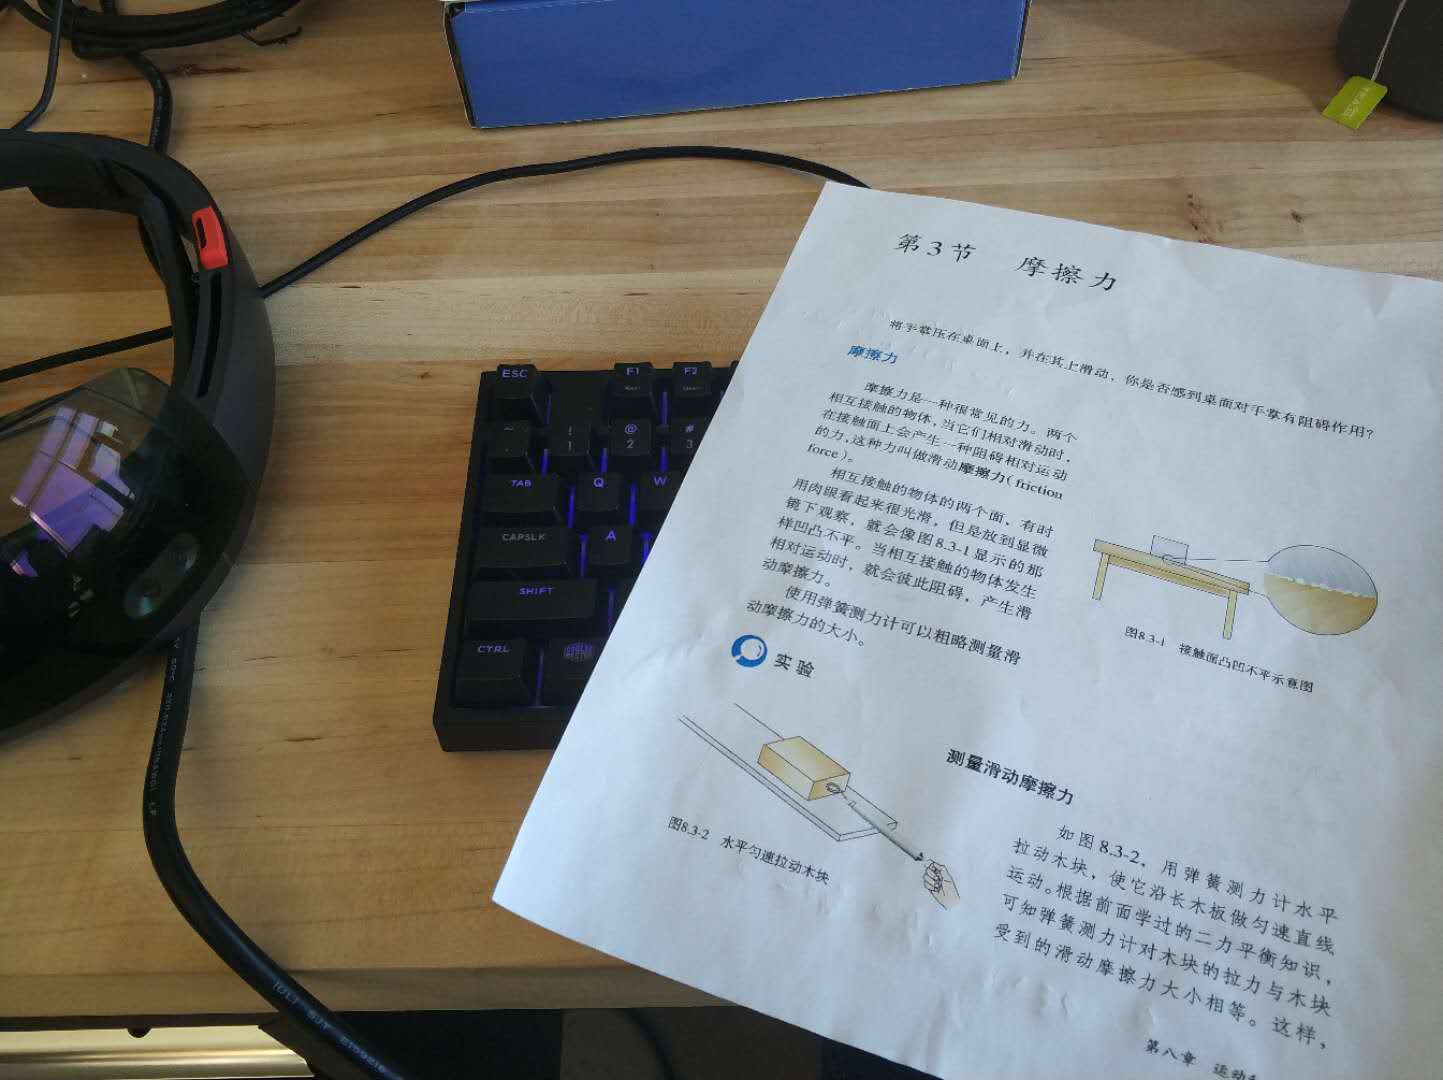 第3节 摩擦力
将手掌压在桌面上，并在其上滑动，你是否感到桌面对手掌有阻碍作用？
摩擦力
摩擦力是一种很常见的力。两个
相互接触的物体，当它们相对滑动时，
在接触面上会产生一种阻碍相对运动
的力，这种力叫做滑动摩擦力（friction
force）。
相互接触的物体的两个面，有时
用肉眼看起来很光滑，但是放到显微
镜下观察，就会像图8.3-1显示的那
样凹凸不平。当相互接触的物体发生
相对运动时，就会彼此阻碍，产生滑
动摩擦力。
使用弹簧测力计可以粗略测量滑
动摩擦力的大小。
图8.3-1 接触面凸凹不平示意图
实验
测量滑动摩擦力
图8.3-2 水平匀速拉动木块
如图8.3-2，用弹簧测力计水平
拉动木块，使它沿长木板做匀速直线
运动。根据前面学过的二力平衡知识，
可知弹簧测力计对木块的拉力与木块
受到的滑动摩擦力大小相等。这样，
第八章 运动
ESC F1 F2
~ ! 1 @ 2 # 3
TAB Q W
CAPSLK A
SHIFT
CTRL